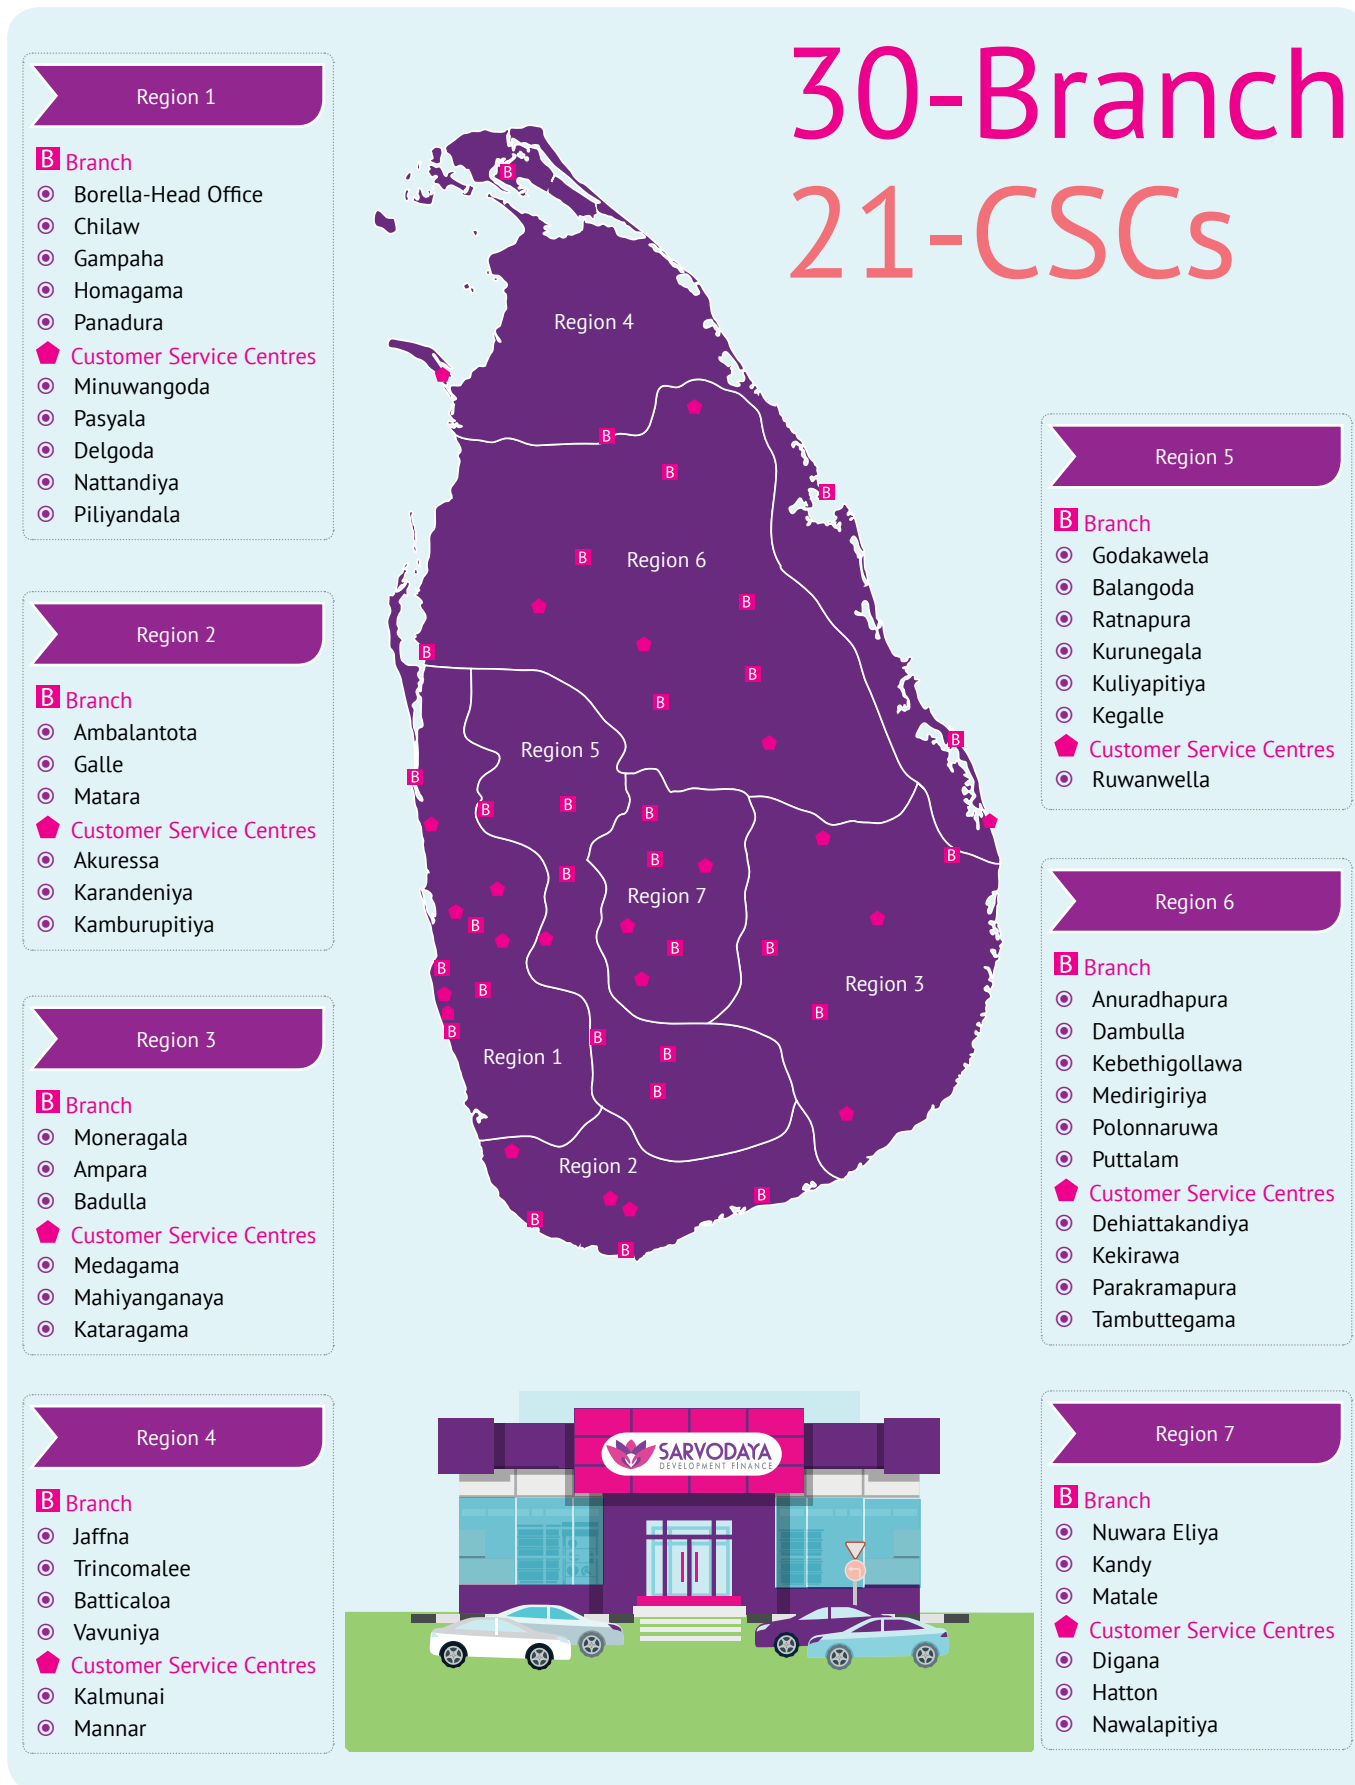 30-Branch
21-CSCs
Region 1
B Branch
Borella-Head Office
Chilaw
Gampaha
Homagama
Panadura
Customer Service Centres
Minuwangoda
Pasyala
Delgoda
Nattandiya
Piliyandala
Region 2
B Branch
Ambalantota
Galle
Matara
Customer Service Centres
Akuressa
Karandeniya
Kamburupitiya
Region 3
B Branch
Moneragala
Ampara
Badulla
Customer Service Centres
Medagama
Mahiyanganaya
Kataragama
Region 4
B Branch
Jaffna
Trincomalee
Batticaloa
Vavuniya
Customer Service Centres
Kalmunai
Mannar
B
Region 4
B
B
B
B
Region 6
B
B
B
B
B
Region 5
B
B
B
B
B
B
B
B
Region 7
B
B
B
B
B
Region 3
B
B
B
Region 1
B
B
Region 2
B
B
B
SARVODAYA
DEVELOPMENT FINANCE
Region 5
B Branch
Godakawela
Balangoda
Ratnapura
Kurunegala
Kuliyapitiya
Kegalle
Customer Service Centres
Ruwanwella
Region 6
B Branch
Anuradhapura
Dambulla
Kebethigollawa
Medirigiriya
Polonnaruwa
Puttalam
Customer Service Centres
Dehiattakandiya
Kekirawa
Parakramapura
Tambuttegama
Region 7
B Branch
Nuwara Eliya
Kandy
Matale
Customer Service Centres
Digana
Hatton
Nawalapitiya